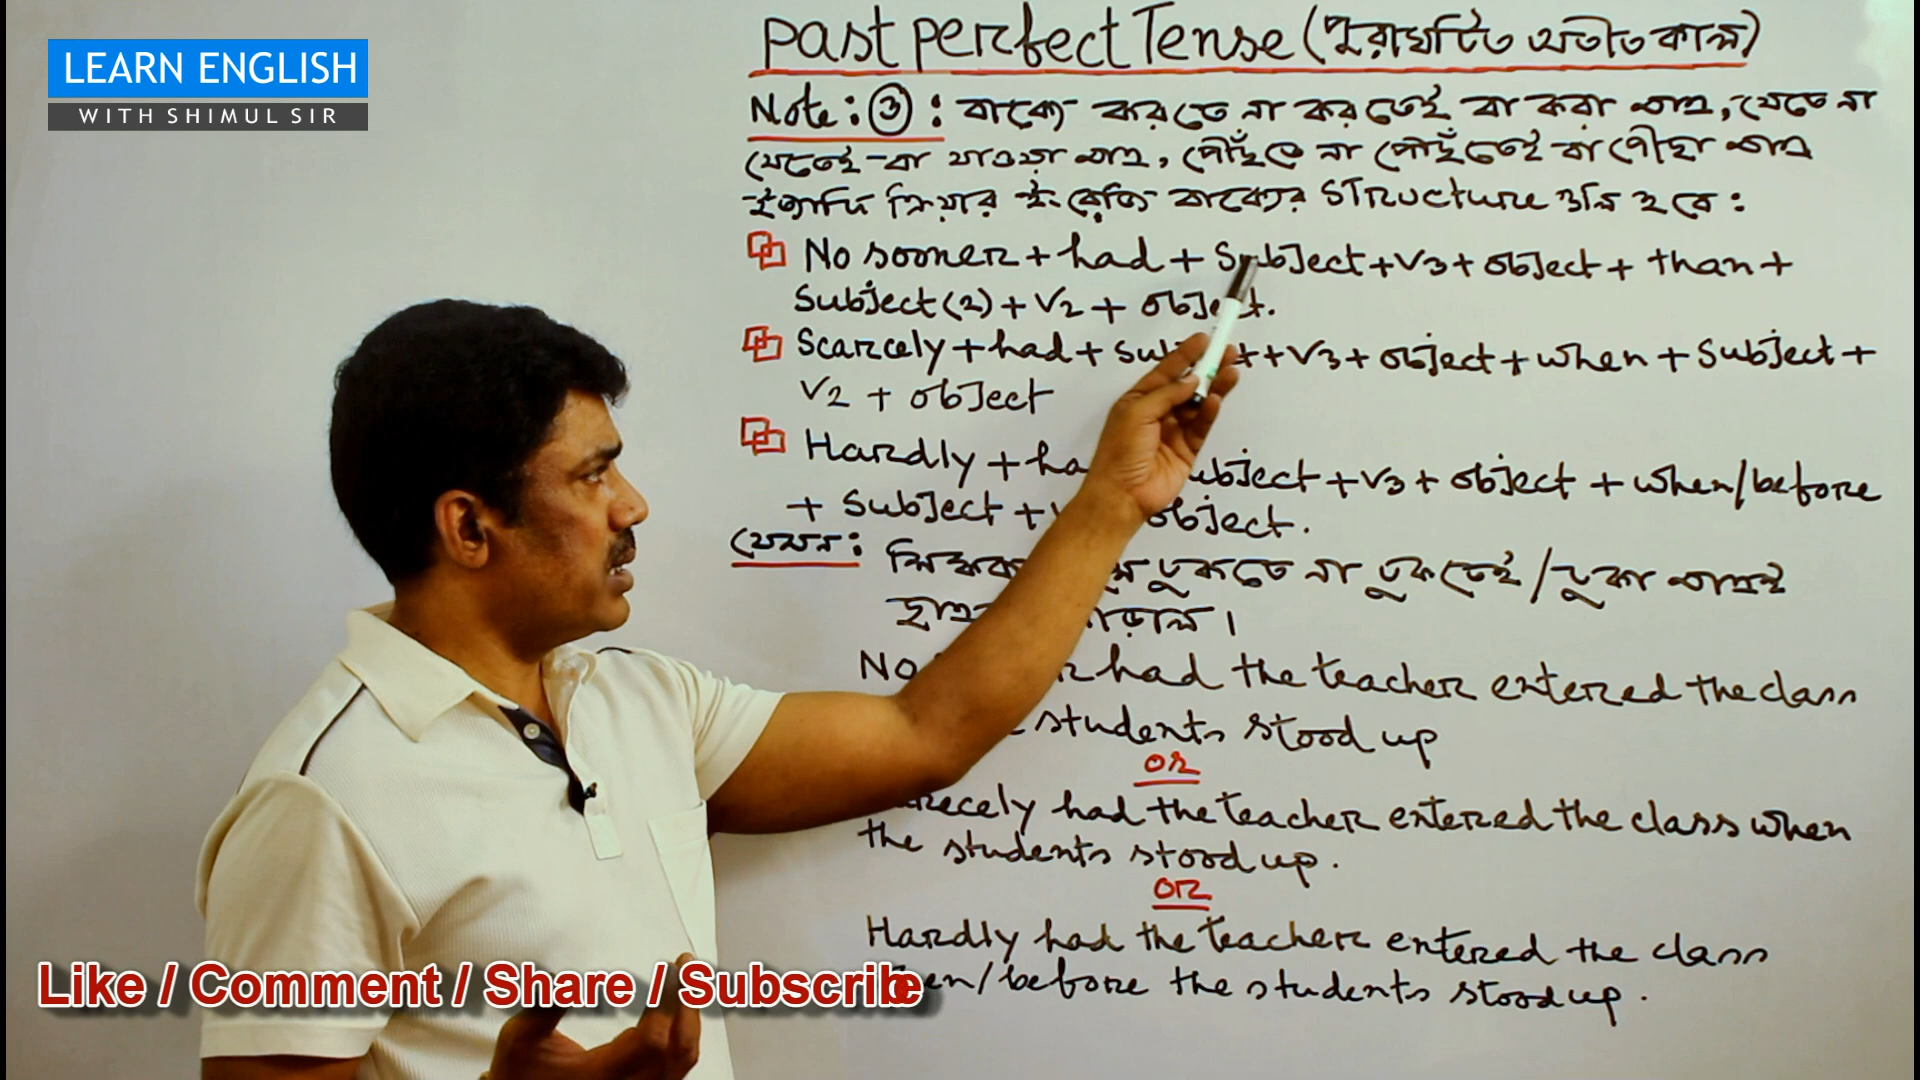 LEARN ENGLISH
WITH SHIMUL SIR
Past Perfect Tense (পুরাঘটিত অতীত কাল)
Note: ৩ : বাক্যে করতে না করতেই বা করা মাত্র, যেতে না
যেতেই বা যাওয়া মাত্র, পৌঁছতে না পৌঁছতেই বা পৌছা মাত্র
ইত্যাদি ক্রিয়ার ইংরেজি বাক্যের Structure গুলি হবে:
No sooner + had + Subject + V3 + object + than +
Subject (2) + V2 + object.
Scarcely + had + + V3 + object + when + Subject +
V2 + object
Hardly + + V3 + object + when/before
+ Subject + object.
যেমন: ঢুকতে না ঢুকতেই / ঢুকা মাত্রই
No had the teacher entered the class
students stood up
OR
had the teacher entered the class when
the students stood up.
OR
Hardly had the teacher entered the class
/before the students stood up.
Like / Comment / Share / Subscribe